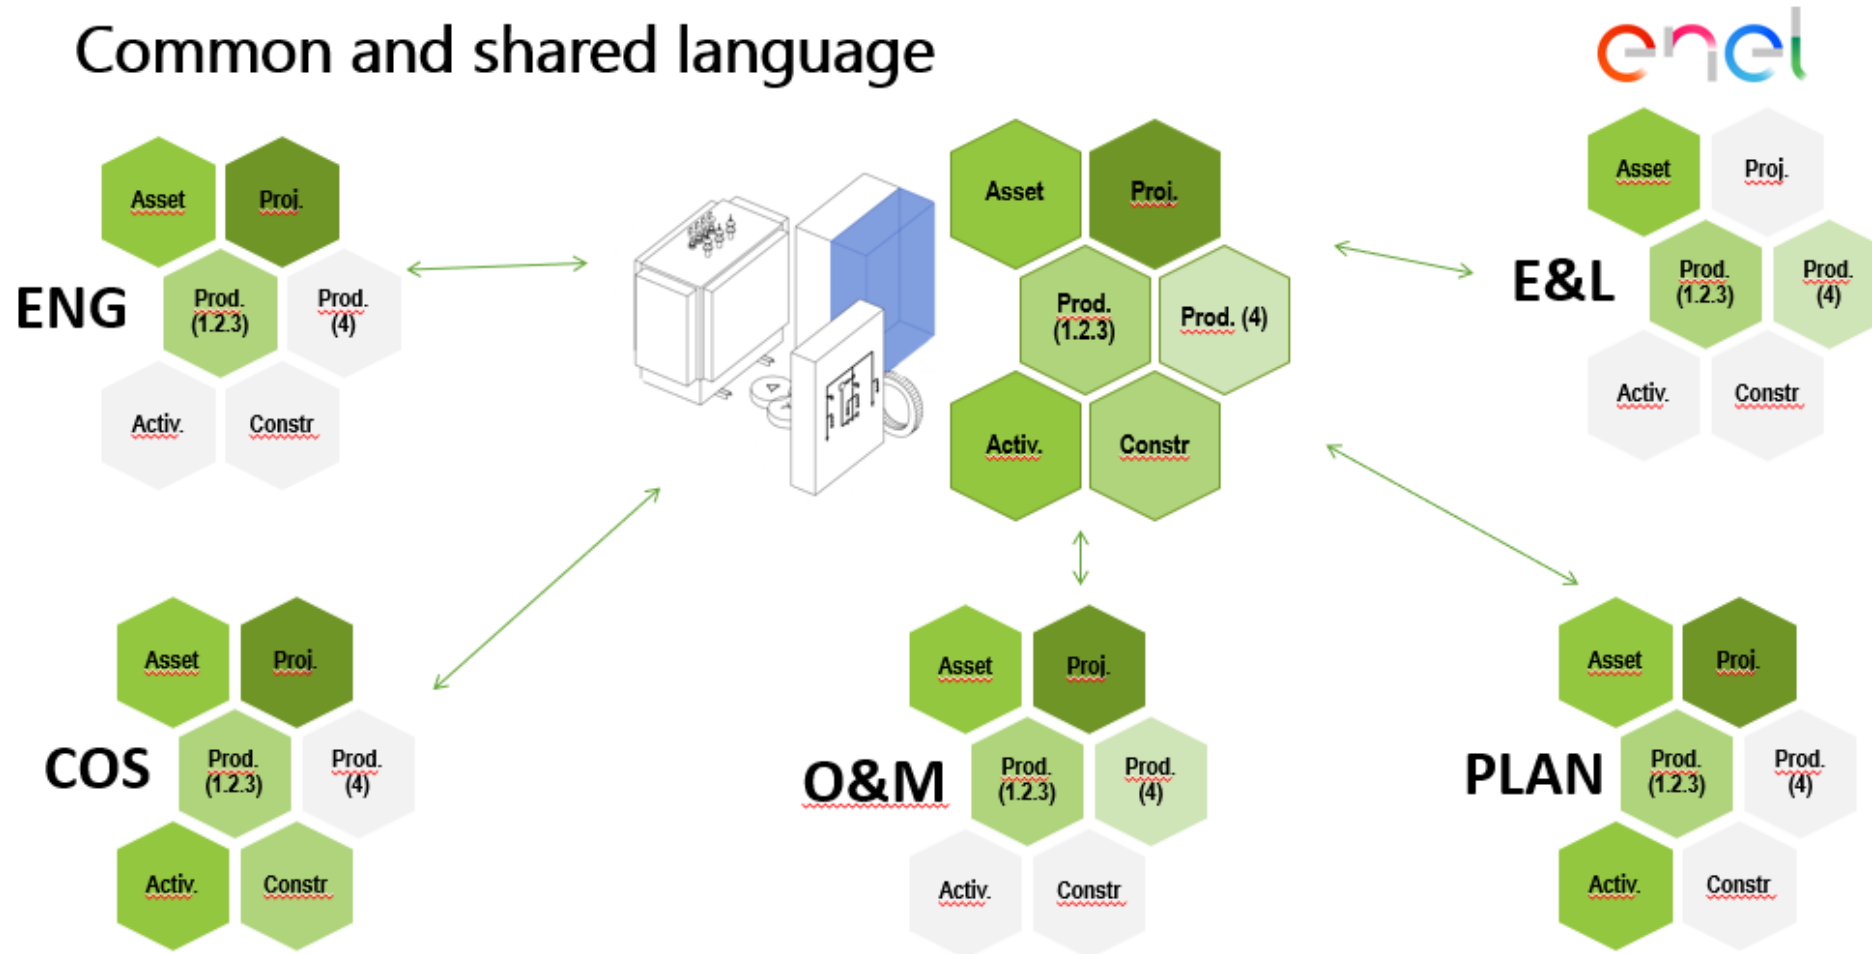 Common and shared language
enel
Asset
Proj.
ENG
Prod.
(1.2.3)
Prod.
(4)
Activ.
Constr
Asset
Proj.
Prod.
(1.2.3)
Prod. (4)
Activ.
Constr
Asset
Proj.
E&L
Prod.
(1.2.3)
Prod.
(4)
Activ.
Constr
Asset
Proj.
COS
Prod.
(1.2.3)
Prod.
(4)
Activ.
Constr
Asset
Proj.
O&M
Prod.
(1.2.3)
Prod.
(4)
Activ.
Constr
Asset
Proj.
PLAN
Prod.
(1.2.3)
Prod.
(4)
Activ.
Constr